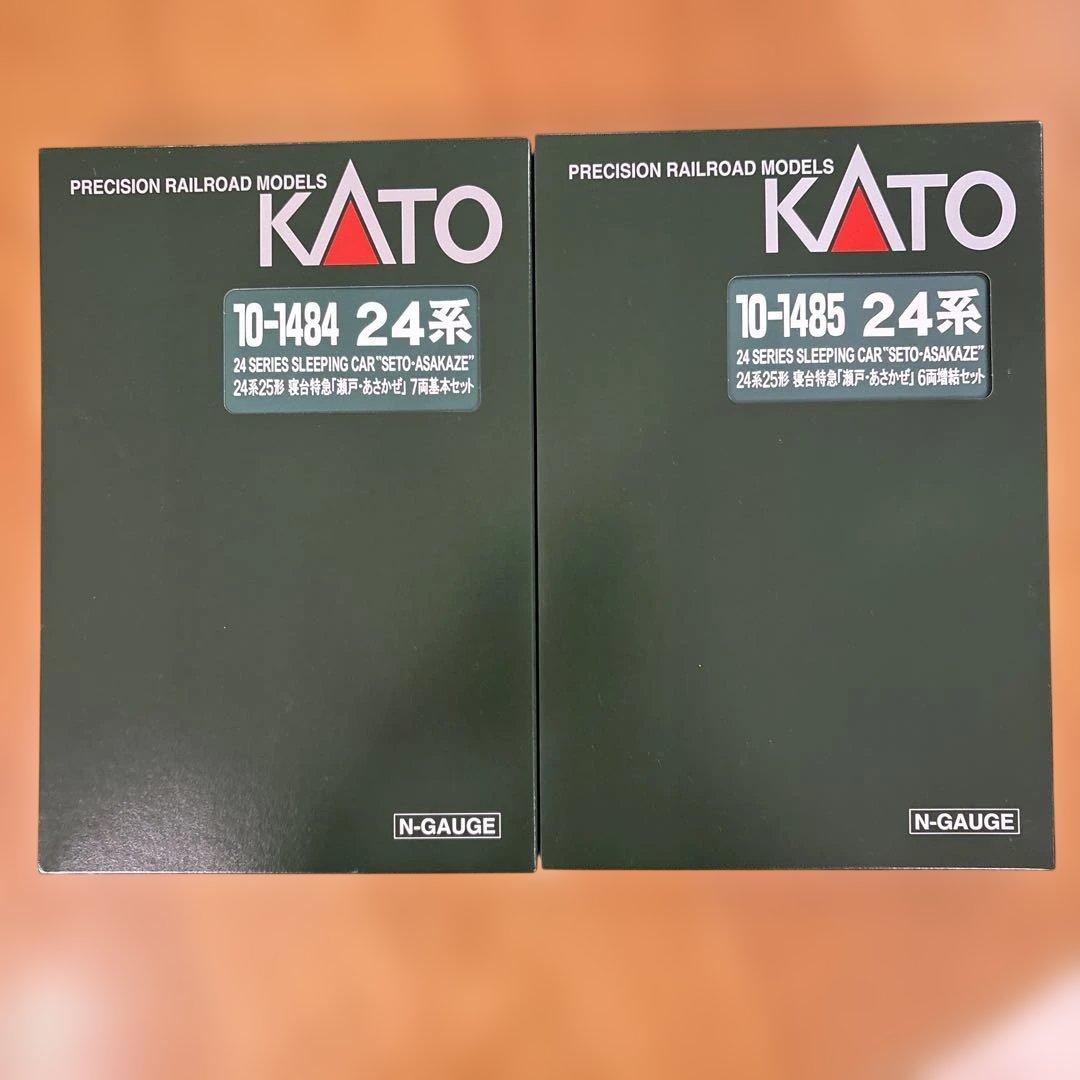 PRECISION RAILROAD MODELS
KATO
10-1484 24系
24 SERIES SLEEPING CAR "SETO・ASAKAZE"
24系25形 寝台特急「瀬戸・あさかぜ」 7両基本セット
N-GAUGE
PRECISION RAILROAD MODELS
KATO
10-1485 24系
24 SERIES SLEEPING CAR "SETO・ASAKAZE"
24系25形 寝台特急「瀬戸・あさかぜ」 6両増結セット
N-GAUGE